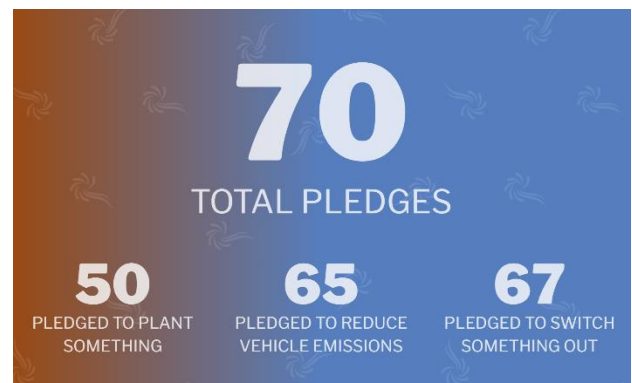 70
TOTAL PLEDGES
50
PLEDGED TO PLANT
SOMETHING
65
PLEDGED TO REDUCE
VEHICLE EMISSIONS
67
PLEDGED TO SWITCH
SOMETHING OUT